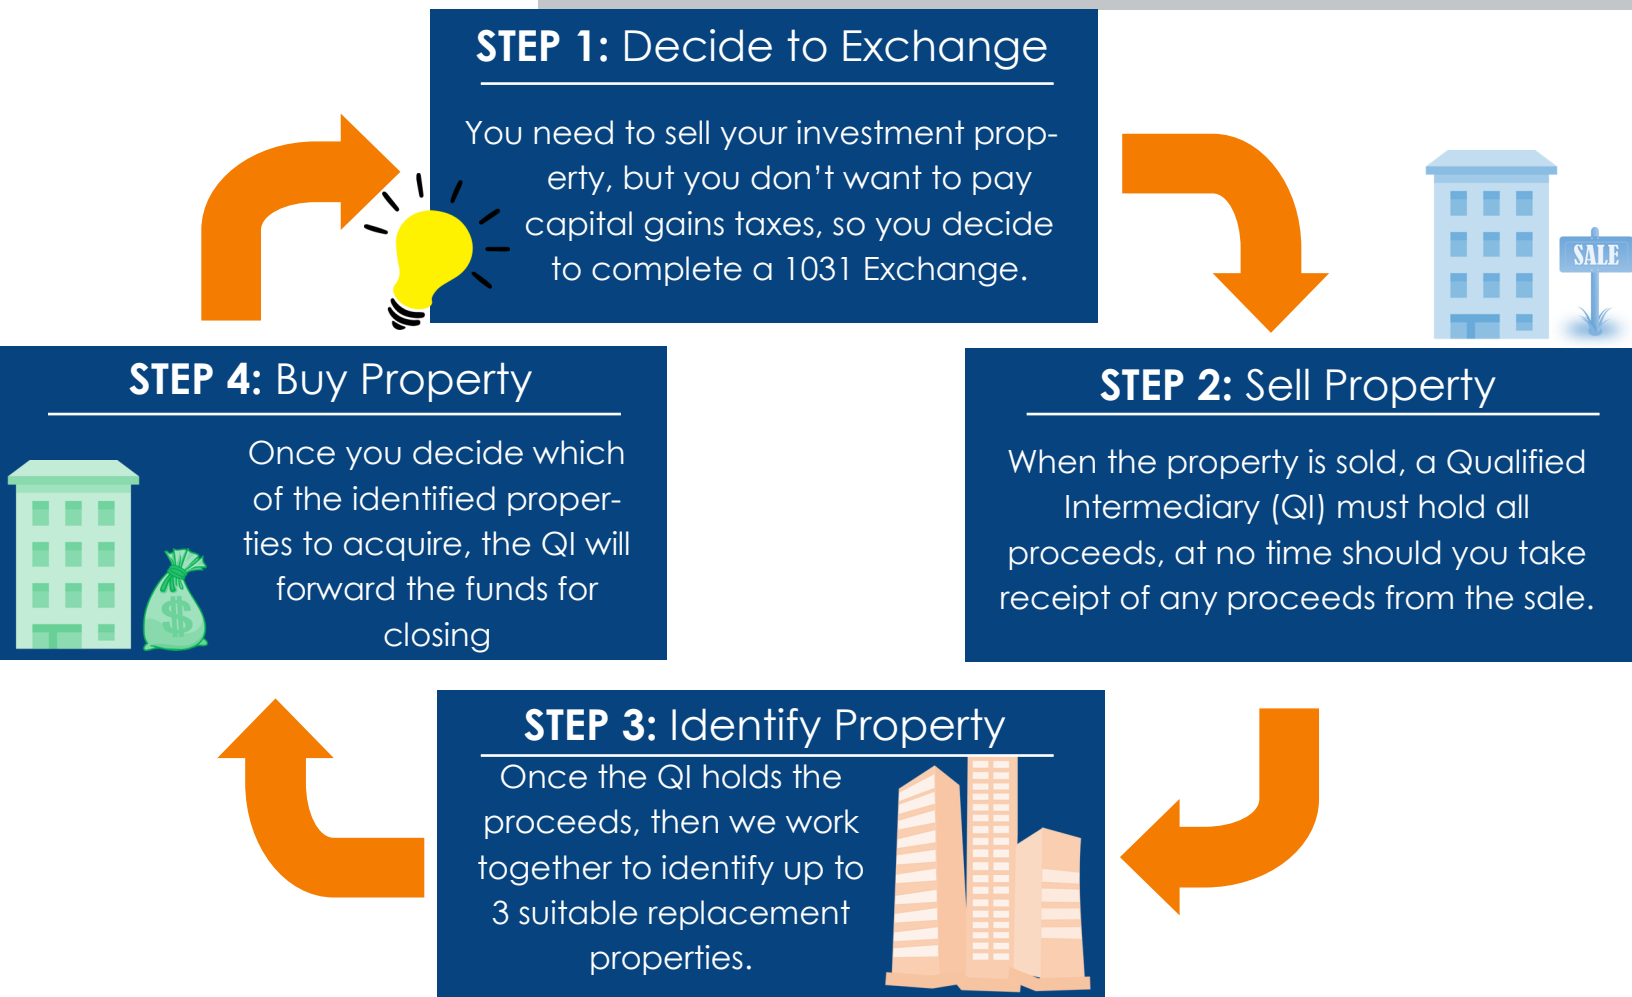 STEP 1: Decide to Exchange
You need to sell your investment prop-
erty, but you don’t want to pay
capital gains taxes, so you decide
to complete a 1031 Exchange.
SALE
STEP 2: Sell Property
When the property is sold, a Qualified
Intermediary (QI) must hold all
proceeds, at no time should you take
receipt of any proceeds from the sale.
STEP 3: Identify Property
Once the QI holds the
proceeds, then we work
together to identify up to
3 suitable replacement
properties.
STEP 4: Buy Property
Once you decide which
of the identified proper-
ties to acquire, the QI will
forward the funds for
closing
$